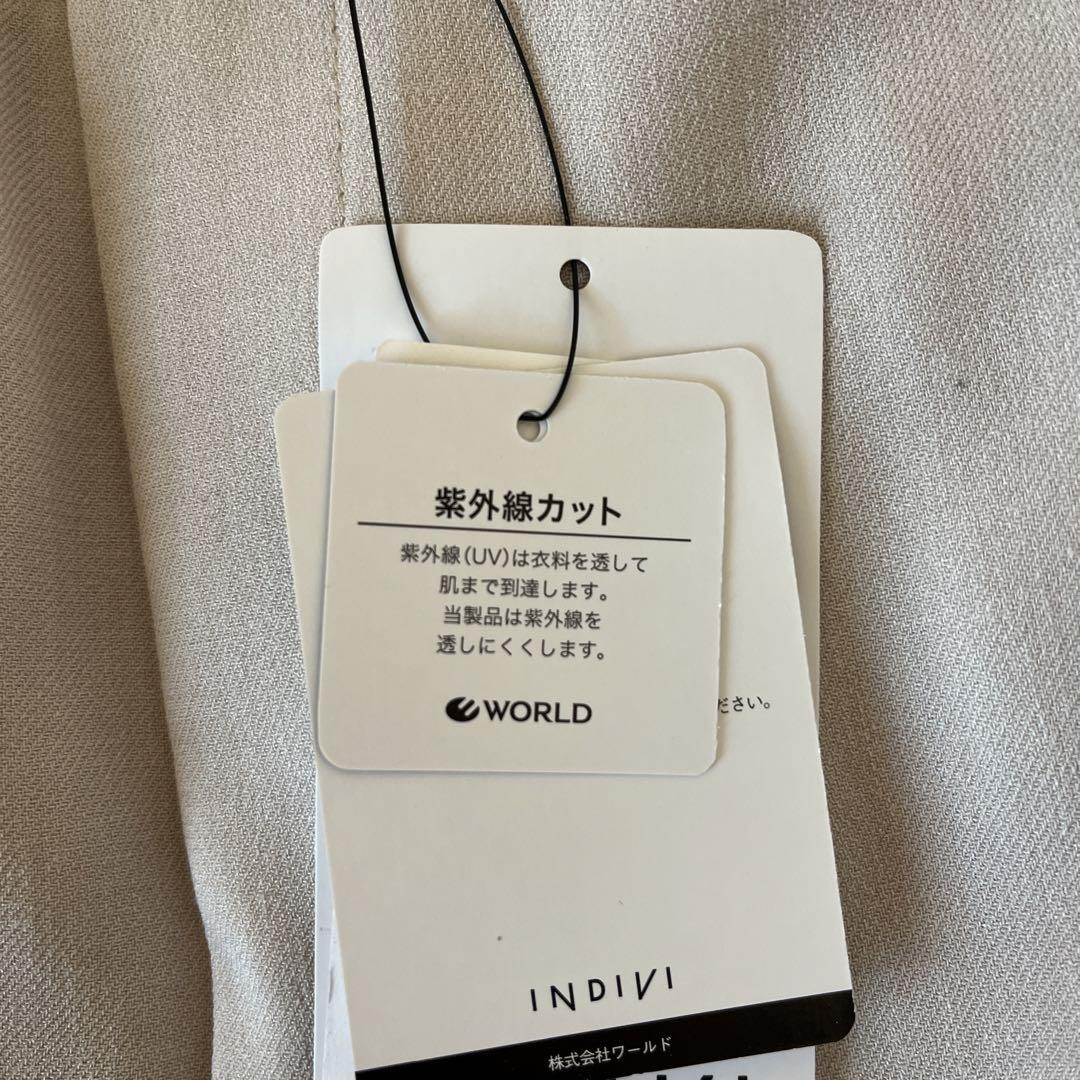 紫外線カット
紫外線(UV)は衣料を透して
肌まで到達します。
当製品は紫外線を
透しにくくします。
WORLD
ださい。
INDIVI
株式会社ワールド